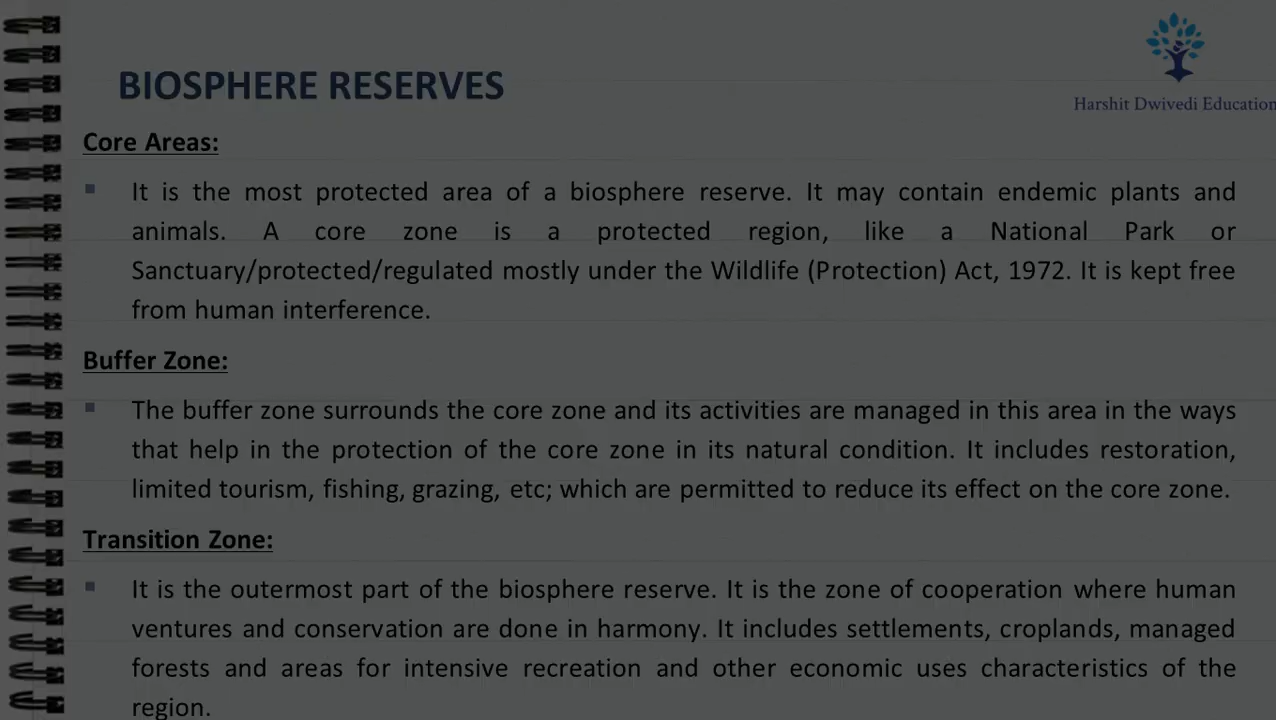 BIOSPHERE RESERVES
Harshit Dwivedi Education
Core Areas:
It is the most protected area of a biosphere reserve. It may contain endemic plants and
animals. A core zone is a protected region, like a National Park or
Sanctuary/protected/regulated mostly under the Wildlife (Protection) Act, 1972. It is kept free
from human interference.
Buffer Zone:
The buffer zone surrounds the core zone and its activities are managed in this area in the ways
that help in the protection of the core zone in its natural condition. It includes restoration,
limited tourism, fishing, grazing, etc; which are permitted to reduce its effect on the core zone.
Transition Zone:
It is the outermost part of the biosphere reserve. It is the zone of cooperation where human
ventures and conservation are done in harmony. It includes settlements, croplands, managed
forests and areas for intensive recreation and other economic uses characteristics of the
region.